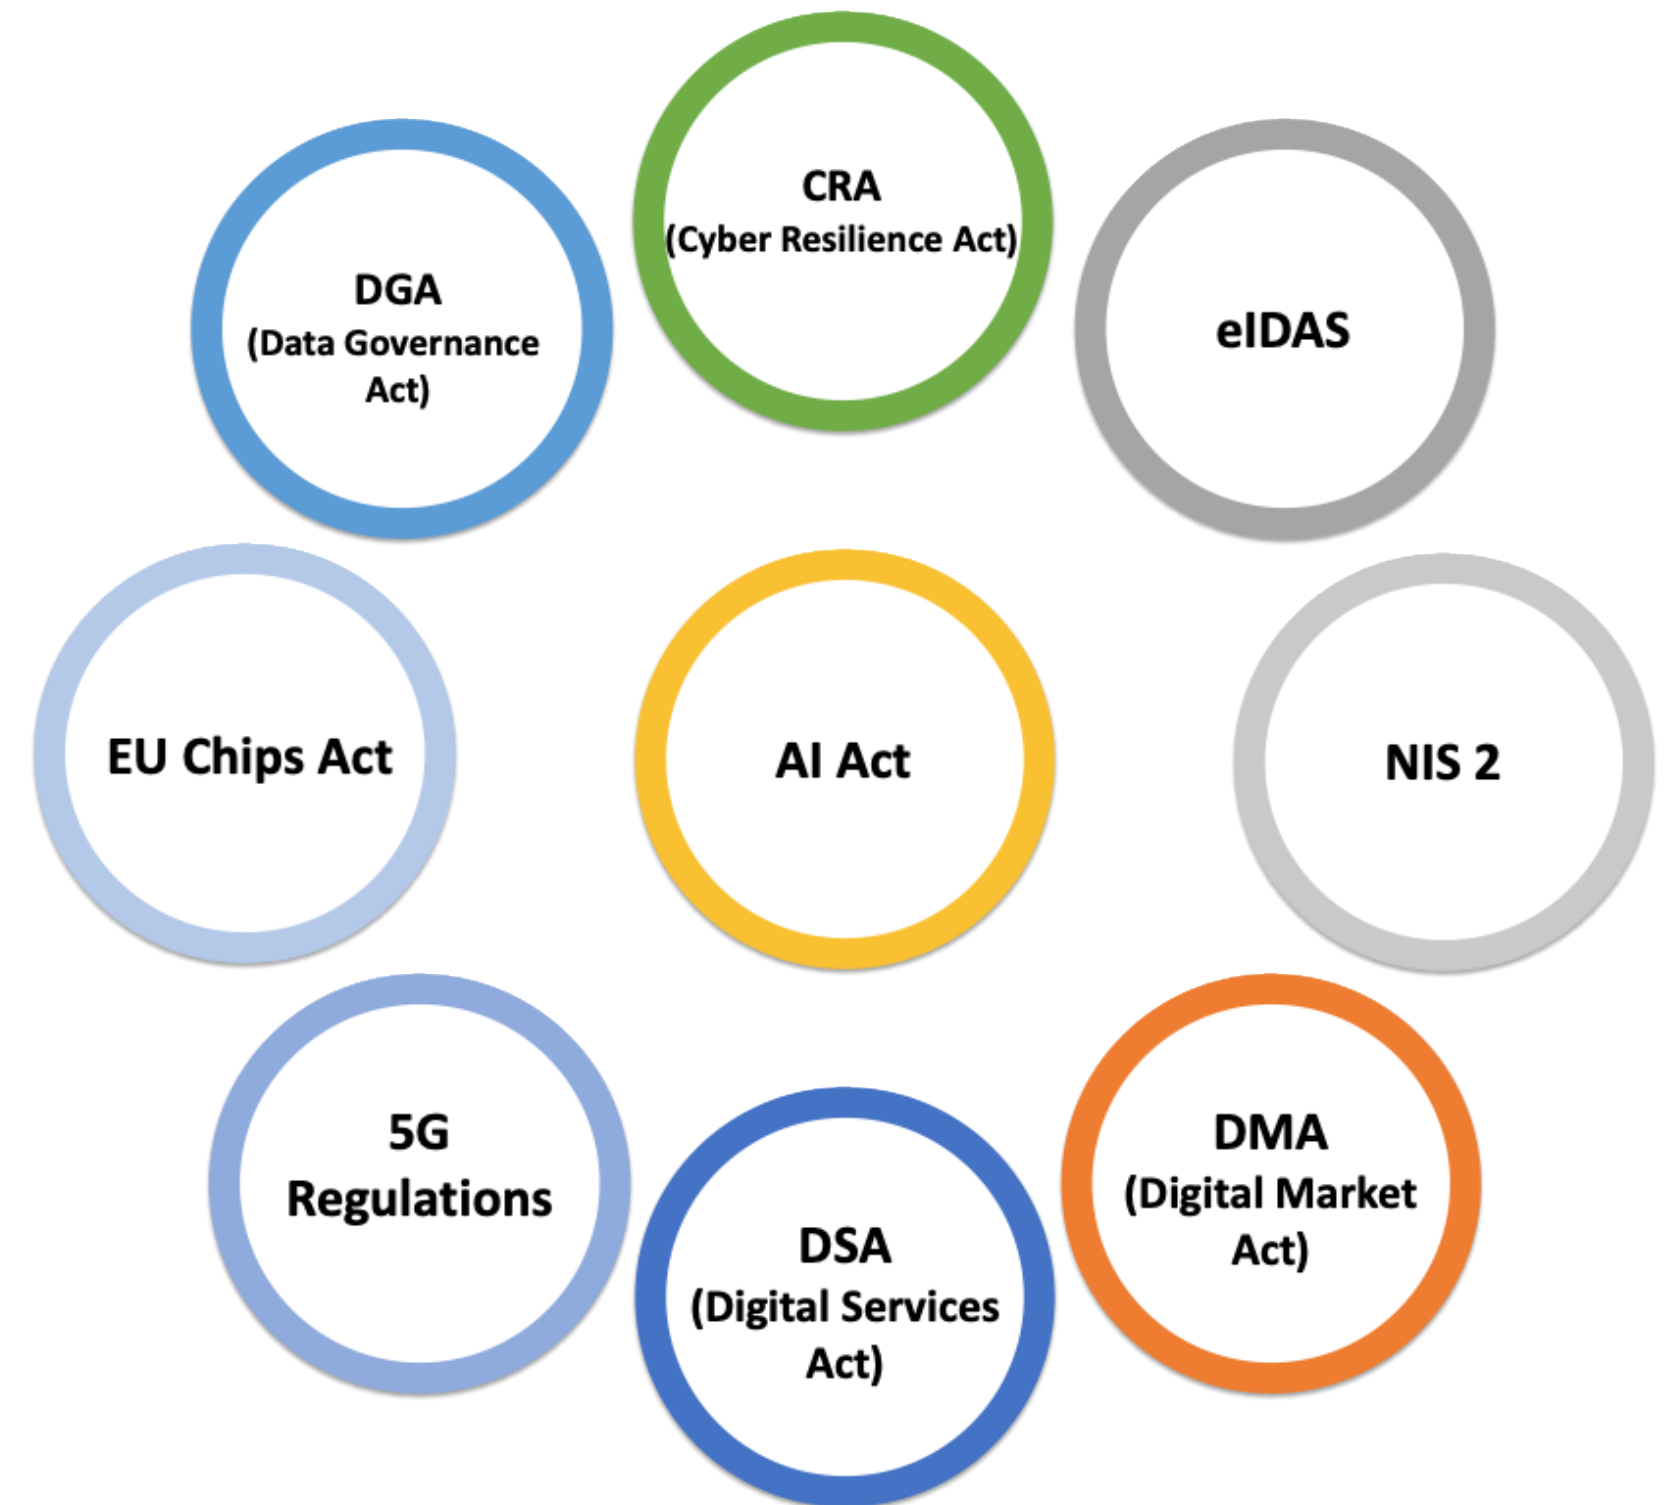 CRA
(Cyber Resilience Act)
DGA
(Data Governance
Act)
eIDAS
EU Chips Act
AI Act
NIS 2
5G
Regulations
DMA
(Digital Market
Act)
DSA
(Digital Services
Act)